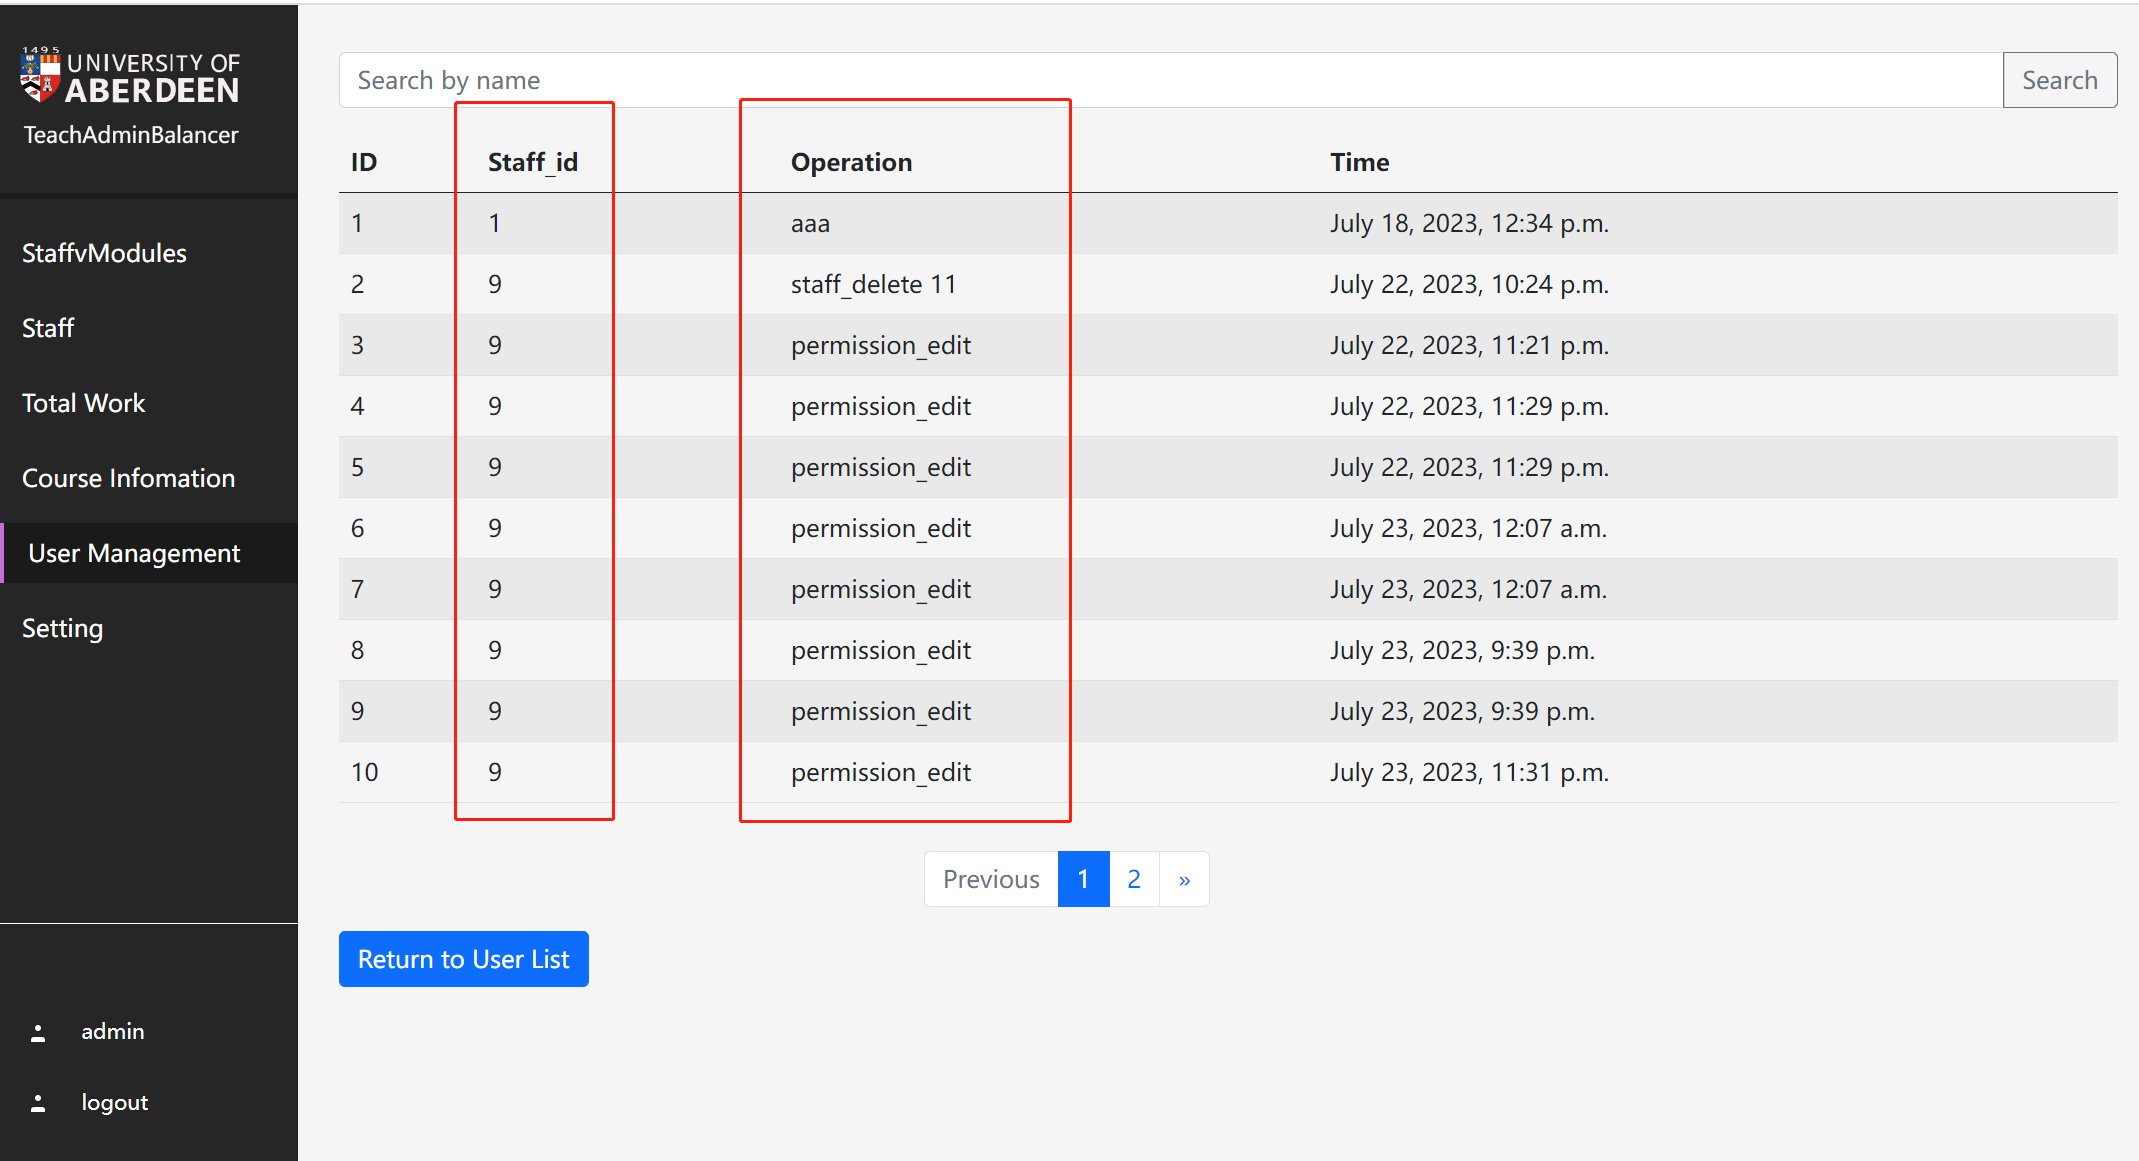 1495
UNIVERSITY OF
ABERDEEN
TeachAdminBalancer
StaffvModules
Staff
Total Work
Course Infomation
User Management
Setting
admin
logout
Search by name Search
ID Staff_id Operation Time
1 1 aaa July 18, 2023, 12:34 p.m.
2 9 staff_delete 11 July 22, 2023, 10:24 p.m.
3 9 permission_edit July 22, 2023, 11:21 p.m.
4 9 permission_edit July 22, 2023, 11:29 p.m.
5 9 permission_edit July 22, 2023, 11:29 p.m.
6 9 permission_edit July 23, 2023, 12:07 a.m.
7 9 permission_edit July 23, 2023, 12:07 a.m.
8 9 permission_edit July 23, 2023, 9:39 p.m.
9 9 permission_edit July 23, 2023, 9:39 p.m.
10 9 permission_edit July 23, 2023, 11:31 p.m.
Previous 1 2 »
Return to User List